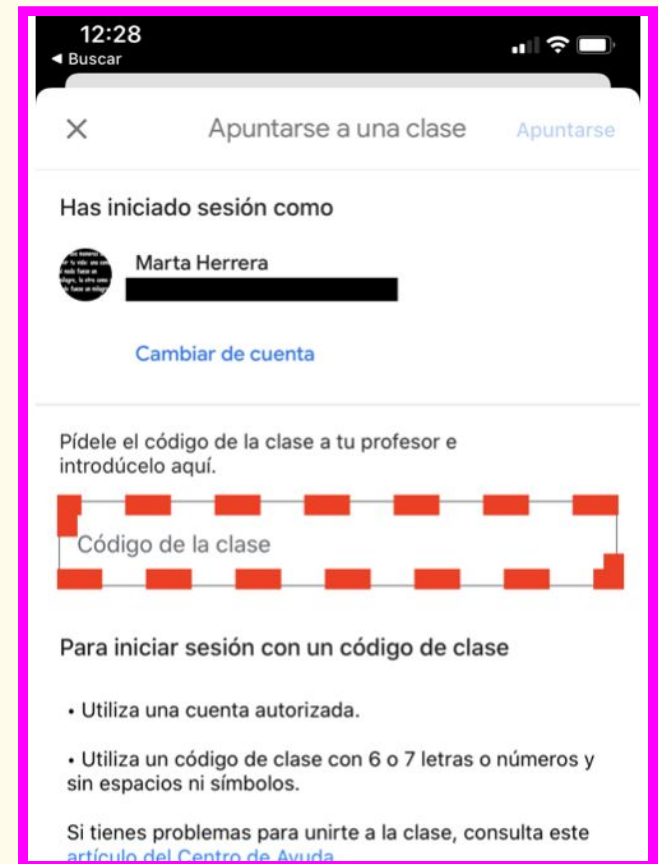 12:28
◄ Buscar
Apuntarse a una clase
Apuntarse
Has iniciado sesión como
Marta Herrera
Cambiar de cuenta
Pídele el código de la clase a tu profesor e
introdúcelo aquí.
Código de la clase
Para iniciar sesión con un código de clase
• Utiliza una cuenta autorizada.
• Utiliza un código de clase con 6 o 7 letras o números y
sin espacios ni símbolos.
Si tienes problemas para unirte a la clase, consulta este
artículo del Centro de Ayuda